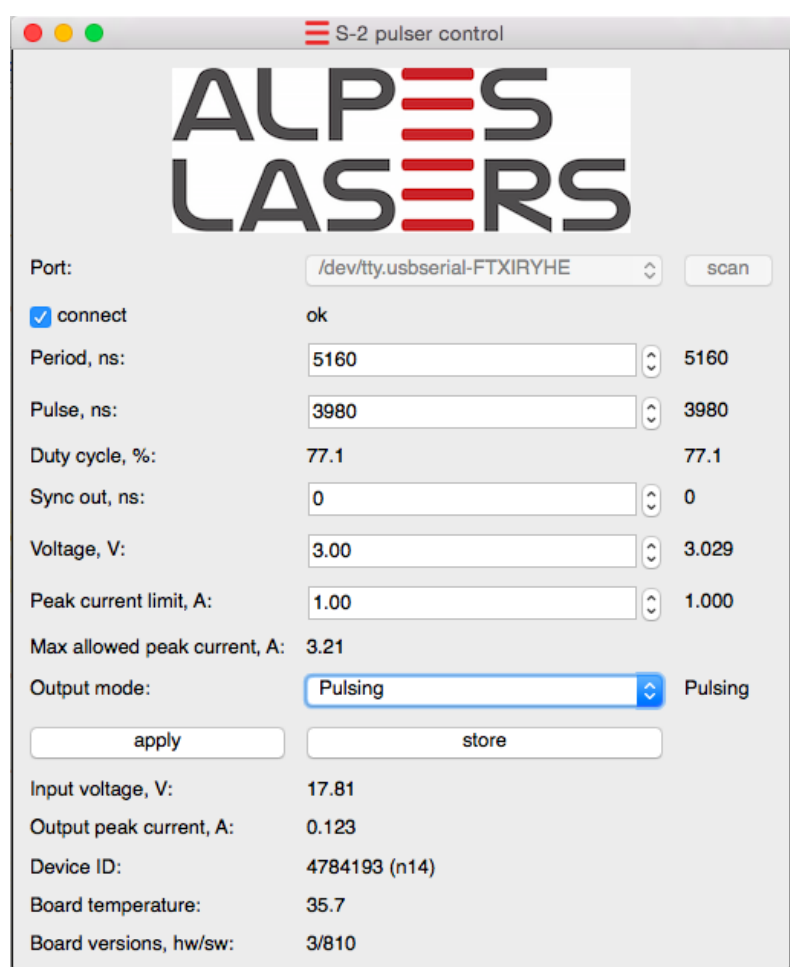 S-2 pulser control
ALPES
LASERS
Port: /dev/tty.usbserial-FTXIRYHE scan
connect ok
Period, ns: 5160 5160
Pulse, ns: 3980 3980
Duty cycle, %: 77.1 77.1
Sync out, ns: 0 0
Voltage, V: 3.00 3.029
Peak current limit, A: 1.00 1.000
Max allowed peak current, A: 3.21
Output mode: Pulsing Pulsing
apply store
Input voltage, V: 17.81
Output peak current, A: 0.123
Device ID: 4784193 (n14)
Board temperature: 35.7
Board versions, hw/sw: 3/810